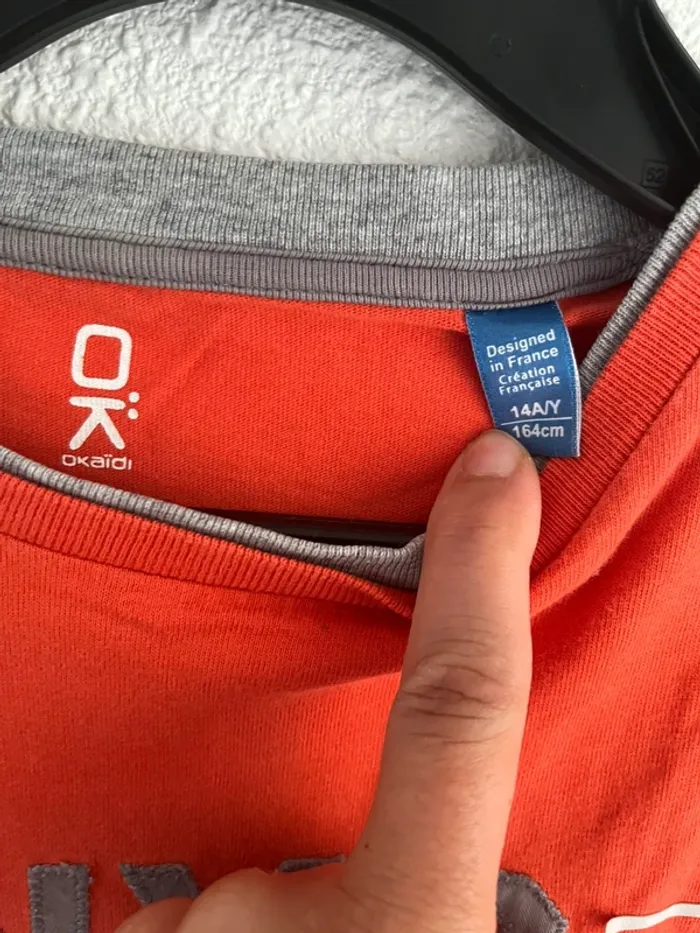 OK
OKaïdi
Designed
in France
Création
Française
14A/Y
164cm